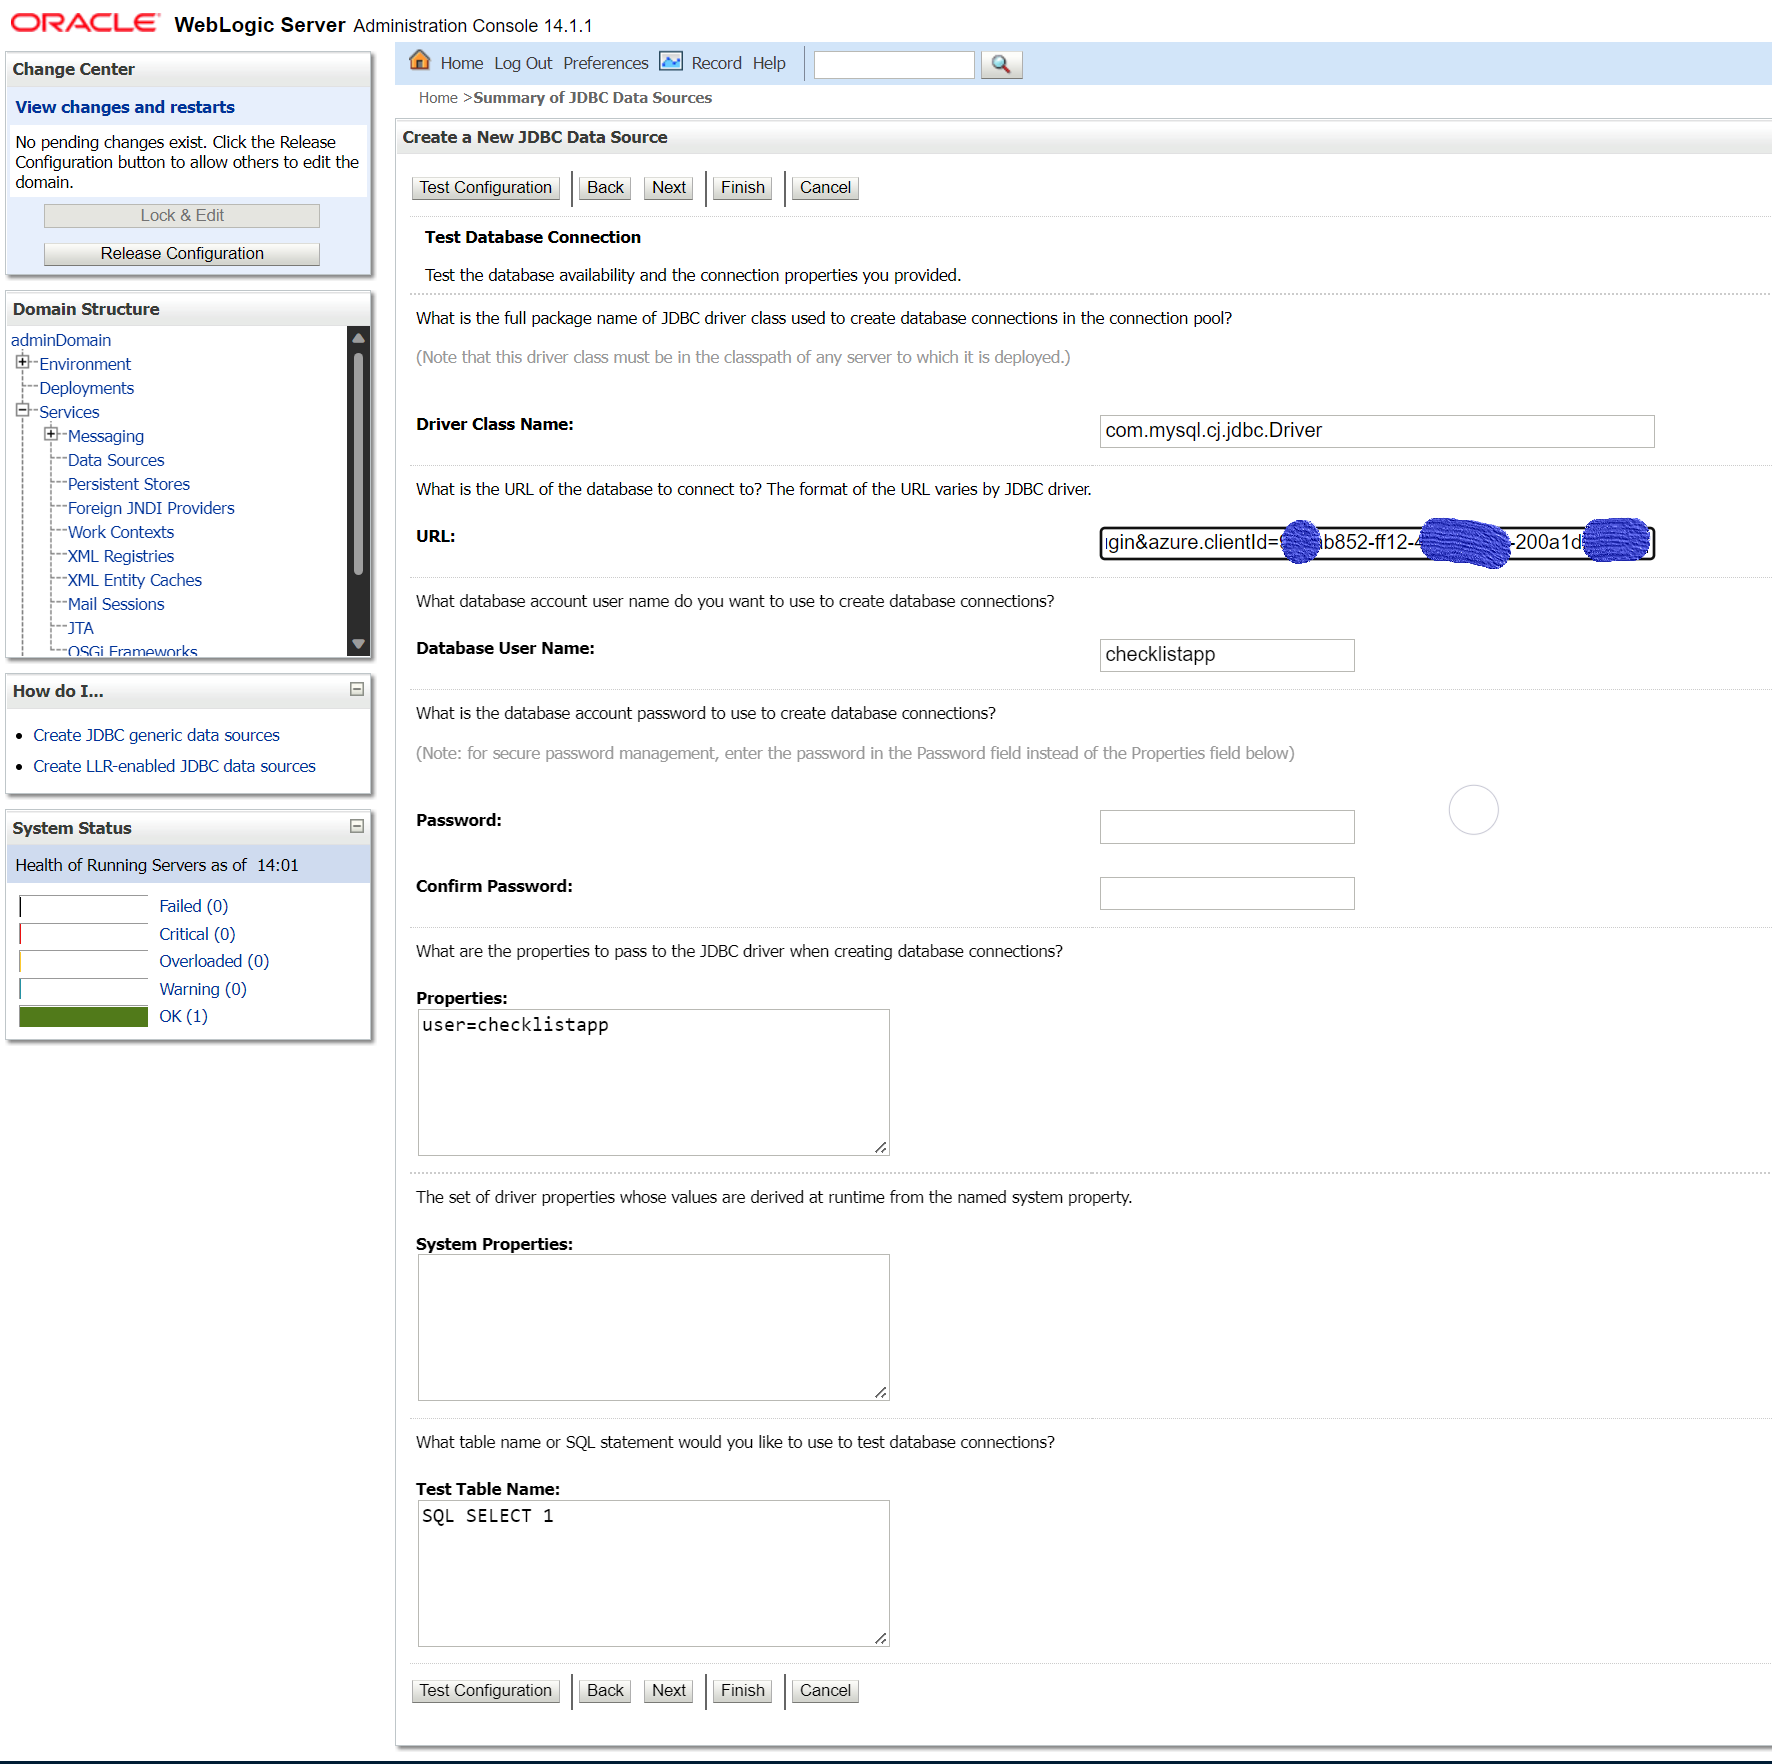 ORACLE WebLogic Server Administration Console 14.1.1
Change Center
View changes and restarts
No pending changes exist. Click the Release
Configuration button to allow others to edit the
domain.
Lock & Edit
Release Configuration
Domain Structure
adminDomain
Environment
Deployments
Services
Messaging
Data Sources
Persistent Stores
Foreign JNDI Providers
Work Contexts
XML Registries
XML Entity Caches
Mail Sessions
JTA
OSGi Frameworks
How do I...
Create JDBC generic data sources
Create LLR-enabled JDBC data sources
System Status
Health of Running Servers as of 14:01
Failed (0)
Critical (0)
Overloaded (0)
Warning (0)
OK (1)
Home Log Out Preferences Record Help
Home >Summary of JDBC Data Sources
Create a New JDBC Data Source
Test Configuration Back Next Finish Cancel
Test Database Connection
Test the database availability and the connection properties you provided.
What is the full package name of JDBC driver class used to create database connections in the connection pool?
(Note that this driver class must be in the classpath of any server to which it is deployed.)
Driver Class Name: com.mysql.cj.jdbc.Driver
What is the URL of the database to connect to? The format of the URL varies by JDBC driver.
URL: gin&azure.clientId= b852-ff12- -200a1d
What database account user name do you want to use to create database connections?
Database User Name: checklistapp
What is the database account password to use to create database connections?
(Note: for secure password management, enter the password in the Password field instead of the Properties field below)
Password:
Confirm Password:
What are the properties to pass to the JDBC driver when creating database connections?
Properties:
user=checklistapp
The set of driver properties whose values are derived at runtime from the named system property.
System Properties:
What table name or SQL statement would you like to use to test database connections?
Test Table Name:
SQL SELECT 1
Test Configuration Back Next Finish Cancel